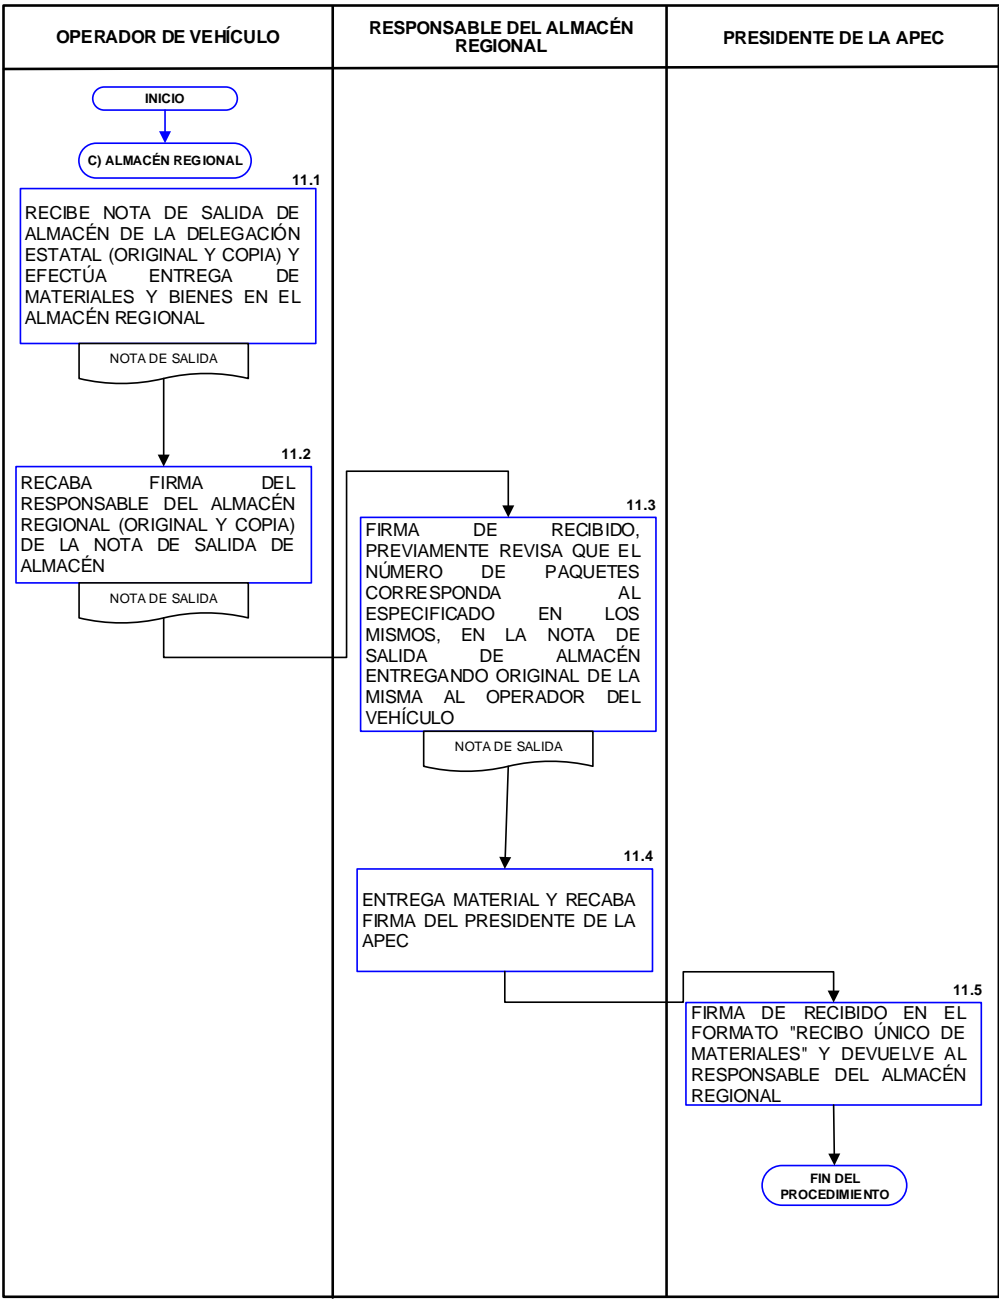 OPERADOR DE VEHÍCULO
RESPONSABLE DEL ALMACÉN
REGIONAL
PRESIDENTE DE LA APEC
INICIO
C) ALMACÉN REGIONAL
11.1
RECIBE NOTA DE SALIDA DE
ALMACÉN DE LA DELEGACIÓN
ESTATAL (ORIGINAL Y COPIA) Y
EFECTÚA ENTREGA DE
MATERIALES Y BIENES EN EL
ALMACÉN REGIONAL
NOTA DE SALIDA
11.2
RECABA FIRMA DEL
RESPONSABLE DEL ALMACÉN
REGIONAL (ORIGINAL Y COPIA)
DE LA NOTA DE SALIDA DE
ALMACÉN
NOTA DE SALIDA
11.3
FIRMA DE RECIBIDO,
PREVIAMENTE REVISA QUE EL
NÚMERO DE PAQUETES
CORRESPONDA AL
ESPECIFICADO EN LOS
MISMOS, EN LA NOTA DE
SALIDA DE ALMACÉN
ENTREGANDO ORIGINAL DE LA
MISMA AL OPERADOR DEL
VEHÍCULO
NOTA DE SALIDA
11.4
ENTREGA MATERIAL Y RECABA
FIRMA DEL PRESIDENTE DE LA
APEC
11.5
FIRMA DE RECIBIDO EN EL
FORMATO "RECIBO ÚNICO DE
MATERIALES" Y DEVUELVE AL
RESPONSABLE DEL ALMACÉN
REGIONAL
FIN DEL
PROCEDIMIENTO